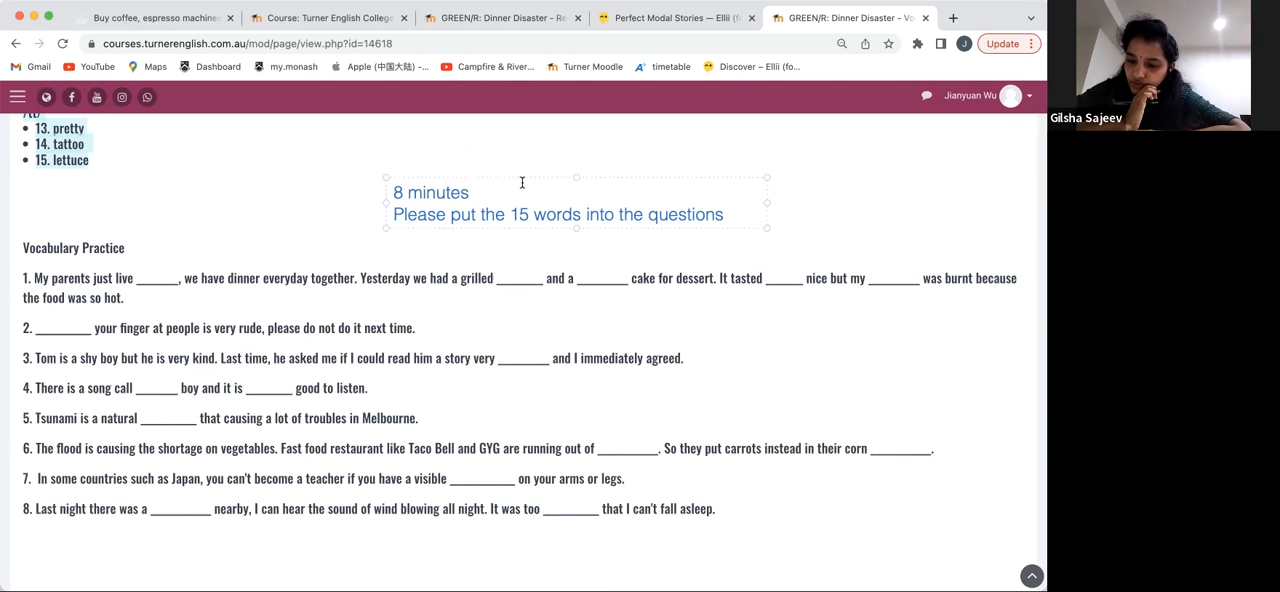 Buy coffee, espresso machine
Course: Turner English College
GREEN/R: Dinner Disaster - Re
Perfect Modal Stories — Ellii (f
GREEN/R: Dinner Disaster - Vo
courses.turnerenglish.com.au/mod/page/view.php?id=14618
Update
Gmail
YouTube
Maps
Dashboard
my.monash
Apple (中国大陆) -...
Campfire & River...
Turner Moodle
timetable
Discover – Ellii (fo...
Jianyuan Wu
13. pretty
14. tattoo
15. lettuce
8 minutes
Please put the 15 words into the questions
Vocabulary Practice
1. My parents just live ______, we have dinner everyday together. Yesterday we had a grilled _______ and a ________ cake for dessert. It tasted ______ nice but my ________ was burnt because
the food was so hot.
2. _________ your finger at people is very rude, please do not do it next time.
3. Tom is a shy boy but he is very kind. Last time, he asked me if I could read him a story very ________ and I immediately agreed.
4. There is a song call ______ boy and it is _______ good to listen.
5. Tsunami is a natural _________ that causing a lot of troubles in Melbourne.
6. The flood is causing the shortage on vegetables. Fast food restaurant like Taco Bell and GYG are running out of _________. So they put carrots instead in their corn _________.
7. In some countries such as Japan, you can't become a teacher if you have a visible __________ on your arms or legs.
8. Last night there was a _________ nearby, I can hear the sound of wind blowing all night. It was too ________ that I can't fall asleep.
Gilsha Sajeev